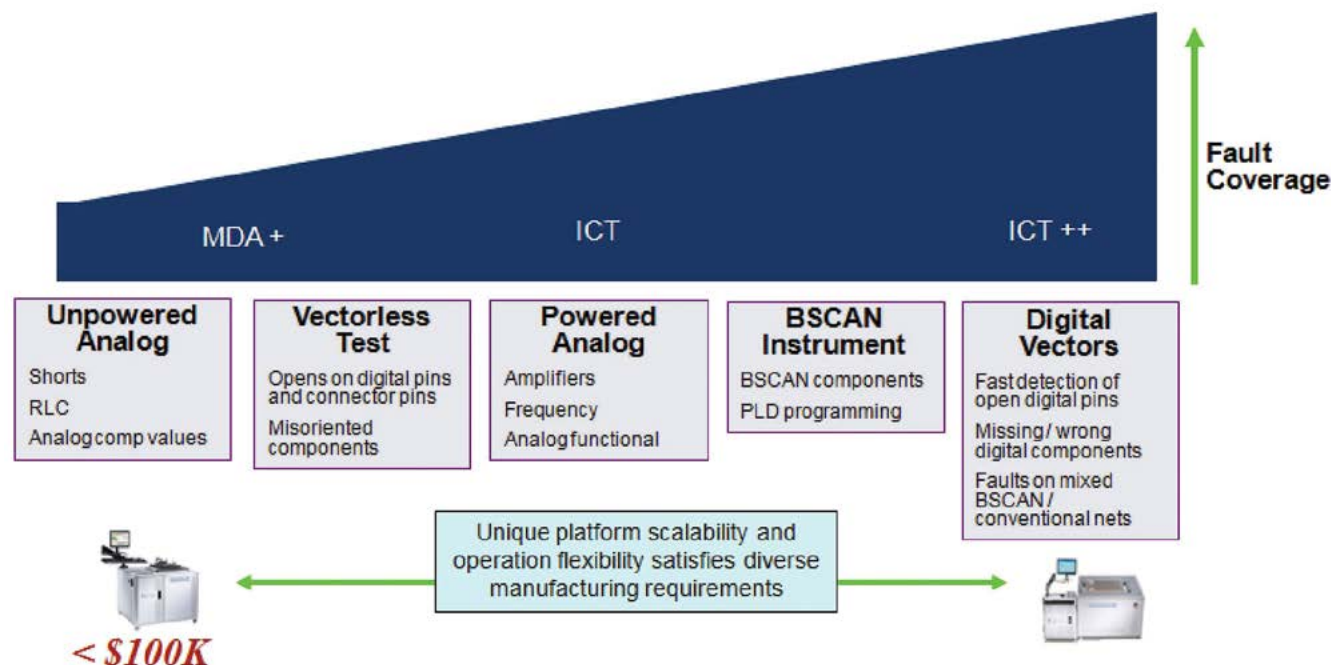 Fault
Coverage
MDA +
ICT
ICT ++
Unpowered
Analog
Shorts
RLC
Analog comp values
Vectorless
Test
Opens on digital pins
and connector pins
Misoriented
components
Powered
Analog
Amplifiers
Frequency
Analog functional
BSCAN
Instrument
BSCAN components
PLD programming
Digital
Vectors
Fast detection of
open digital pins
Missing / wrong
digital components
Faults on mixed
BSCAN /
conventional nets
Unique platform scalability and
operation flexibility satisfies diverse
manufacturing requirements
< $100K